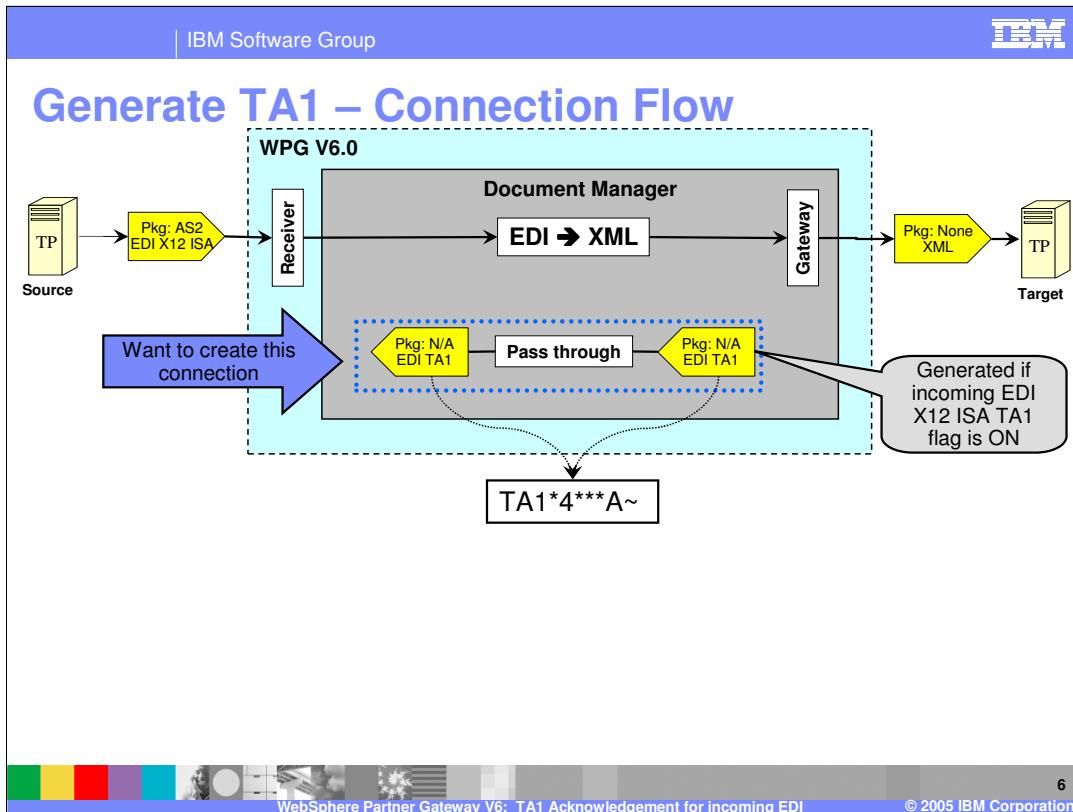 IBM Software Group
IBM
Generate TA1 – Connection Flow
WPG V6.0
Document Manager
TP
Source
Pkg: AS2
EDI X12 ISA
Receiver
EDI ➔ XML
Gateway
Pkg: None
XML
TP
Target
Want to create this
connection
Pkg: N/A
EDI TA1
Pass through
Pkg: N/A
EDI TA1
Generated if
incoming EDI
X12 ISA TA1
flag is ON
TA1*4***A~
6
WebSphere Partner Gateway V6: TA1 Acknowledgement for incoming EDI
© 2005 IBM Corporation